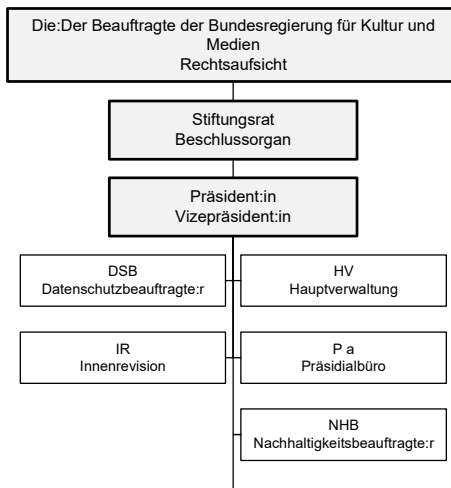 Die:Der Beauftragte der Bundesregierung für Kultur und
Medien
Rechtsaufsicht
Stiftungsrat
Beschlussorgan
Präsident:in
Vizepräsident:in
DSB
Datenschutzbeauftragte:r
HV
Hauptverwaltung
IR
Innenrevision
P a
Präsidialbüro
NHB
Nachhaltigkeitsbeauftragte:r